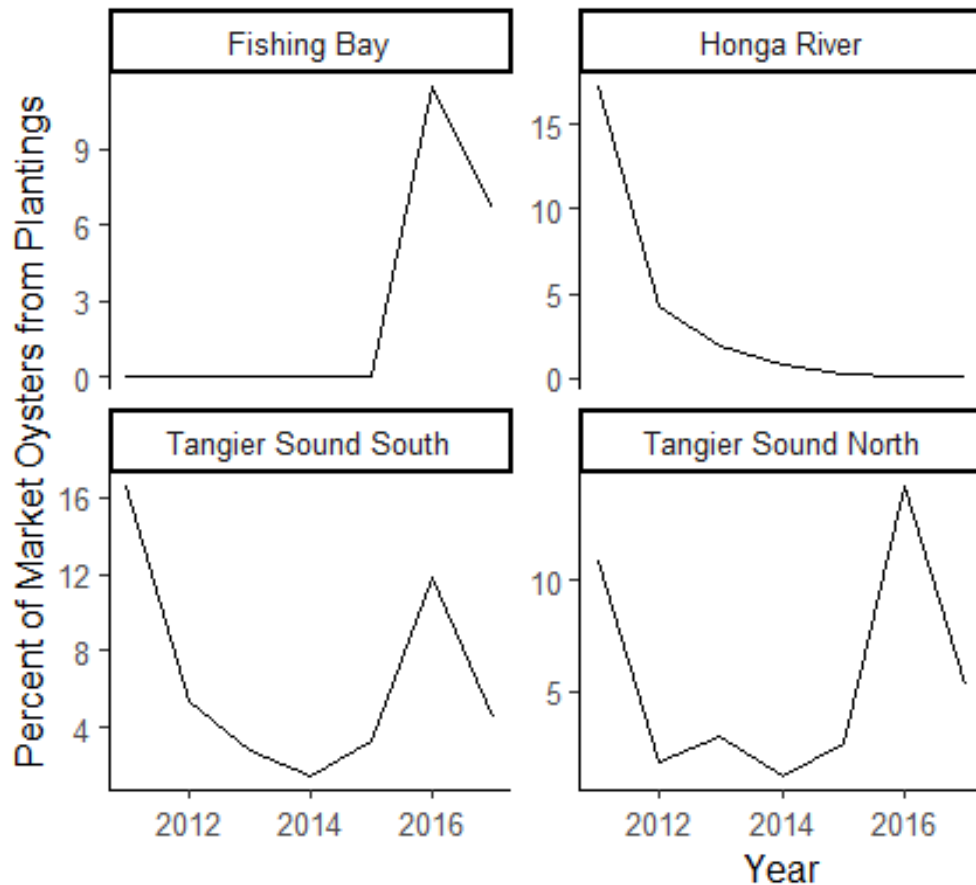 Fishing Bay
Honga River
Percent of Market Oysters from Plantings
9
6
3
0
15
10
5
0
Tangier Sound South
Tangier Sound North
16
12
8
4
10
5
2012 2014 2016
2012 2014 2016
Year